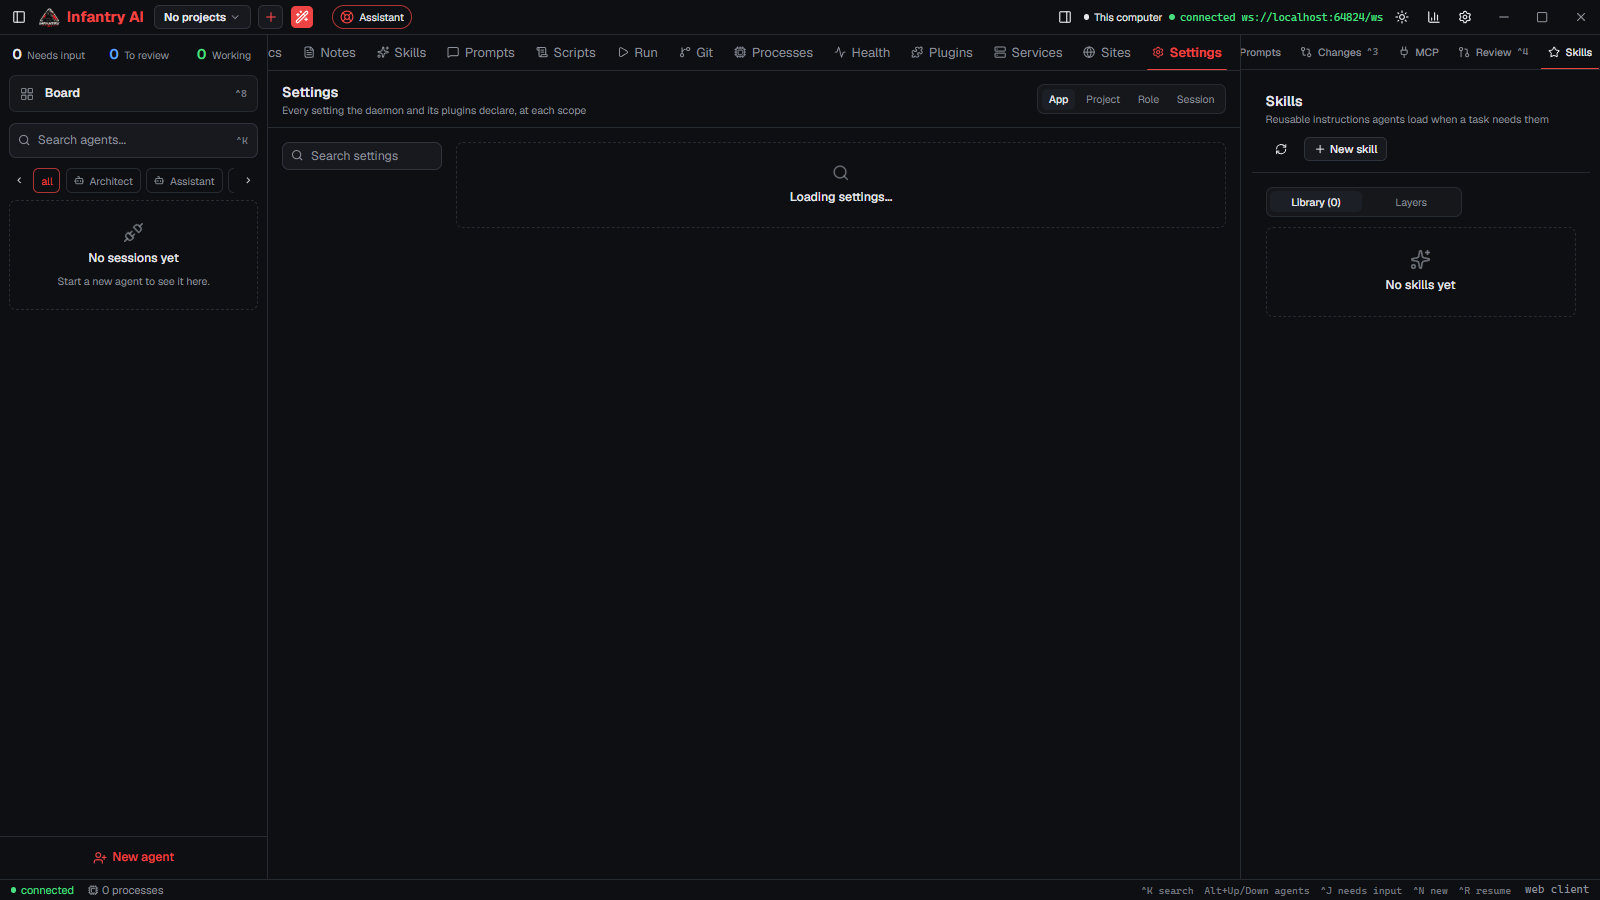 Infantry AI
No projects
Assistant
This computer
connected ws://localhost:64824/ws
0 Needs input
0 To review
0 Working
cs
Notes
Skills
Prompts
Scripts
Run
Git
Processes
Health
Plugins
Services
Sites
Settings
Prompts
Changes ^3
MCP
Review ^4
Skills
Board ^8
Search agents... ^K
all
Architect
Assistant
No sessions yet
Start a new agent to see it here.
New agent
Settings
Every setting the daemon and its plugins declare, at each scope
App
Project
Role
Session
Search settings
Loading settings...
Skills
Reusable instructions agents load when a task needs them
New skill
Library (0)
Layers
No skills yet
connected
0 processes
^K search
Alt+Up/Down agents
^J needs input
^N new
^R resume
web client